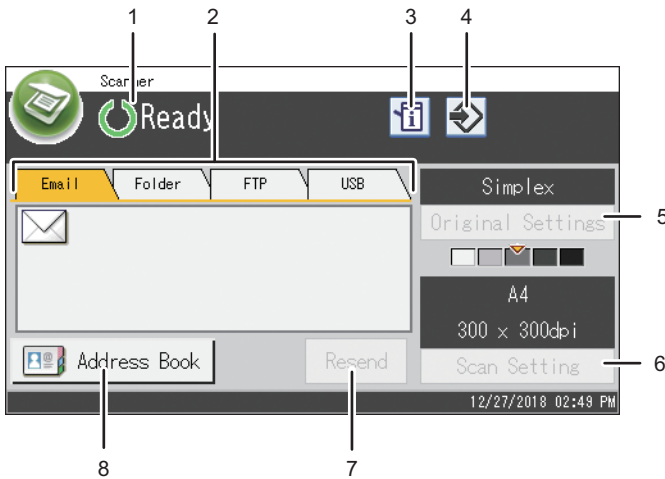 1 2 3 4
Scanner
Ready
Email Folder FTP USB
Simplex
Original Settings
5
A4
300 × 300dpi
Address Book Resend Scan Setting
6
12/27/2018 02:49 PM
8 7